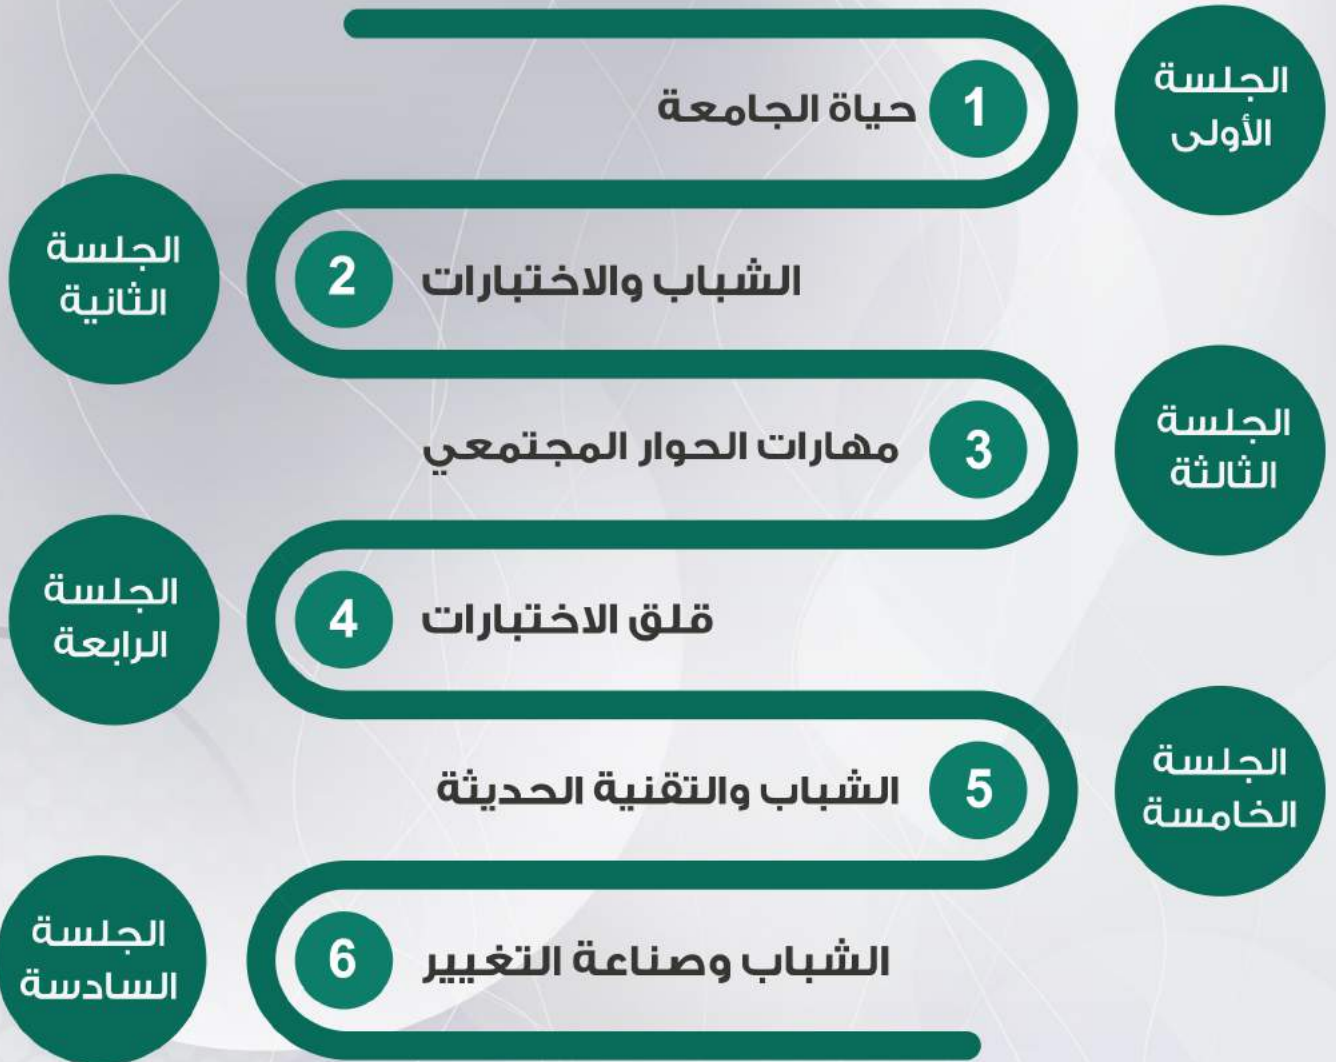 الجلسة
الأولى
1
حياة الجامعة
الجلسة
الثانية
2
الشباب والاختبارات
الجلسة
الثالثة
3
مهارات الحوار المجتمعي
الجلسة
الرابعة
4
قلق الاختبارات
الجلسة
الخامسة
5
الشباب والتقنية الحديثة
الجلسة
السادسة
6
الشباب وصناعة التغيير